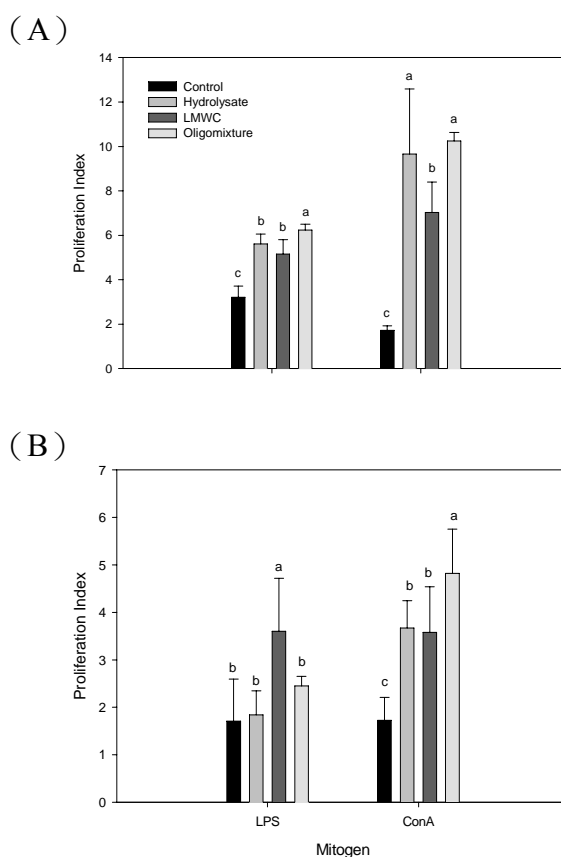 （A）
14
12
10
8
6
4
2
0
Proliferation Index
Control
Hydrolysate
LMWC
Oligomixture
c
b
b
a
c
a
b
a
（B）
7
6
5
4
3
2
1
0
Proliferation Index
b
b
a
b
c
b
b
a
LPS
ConA
Mitogen